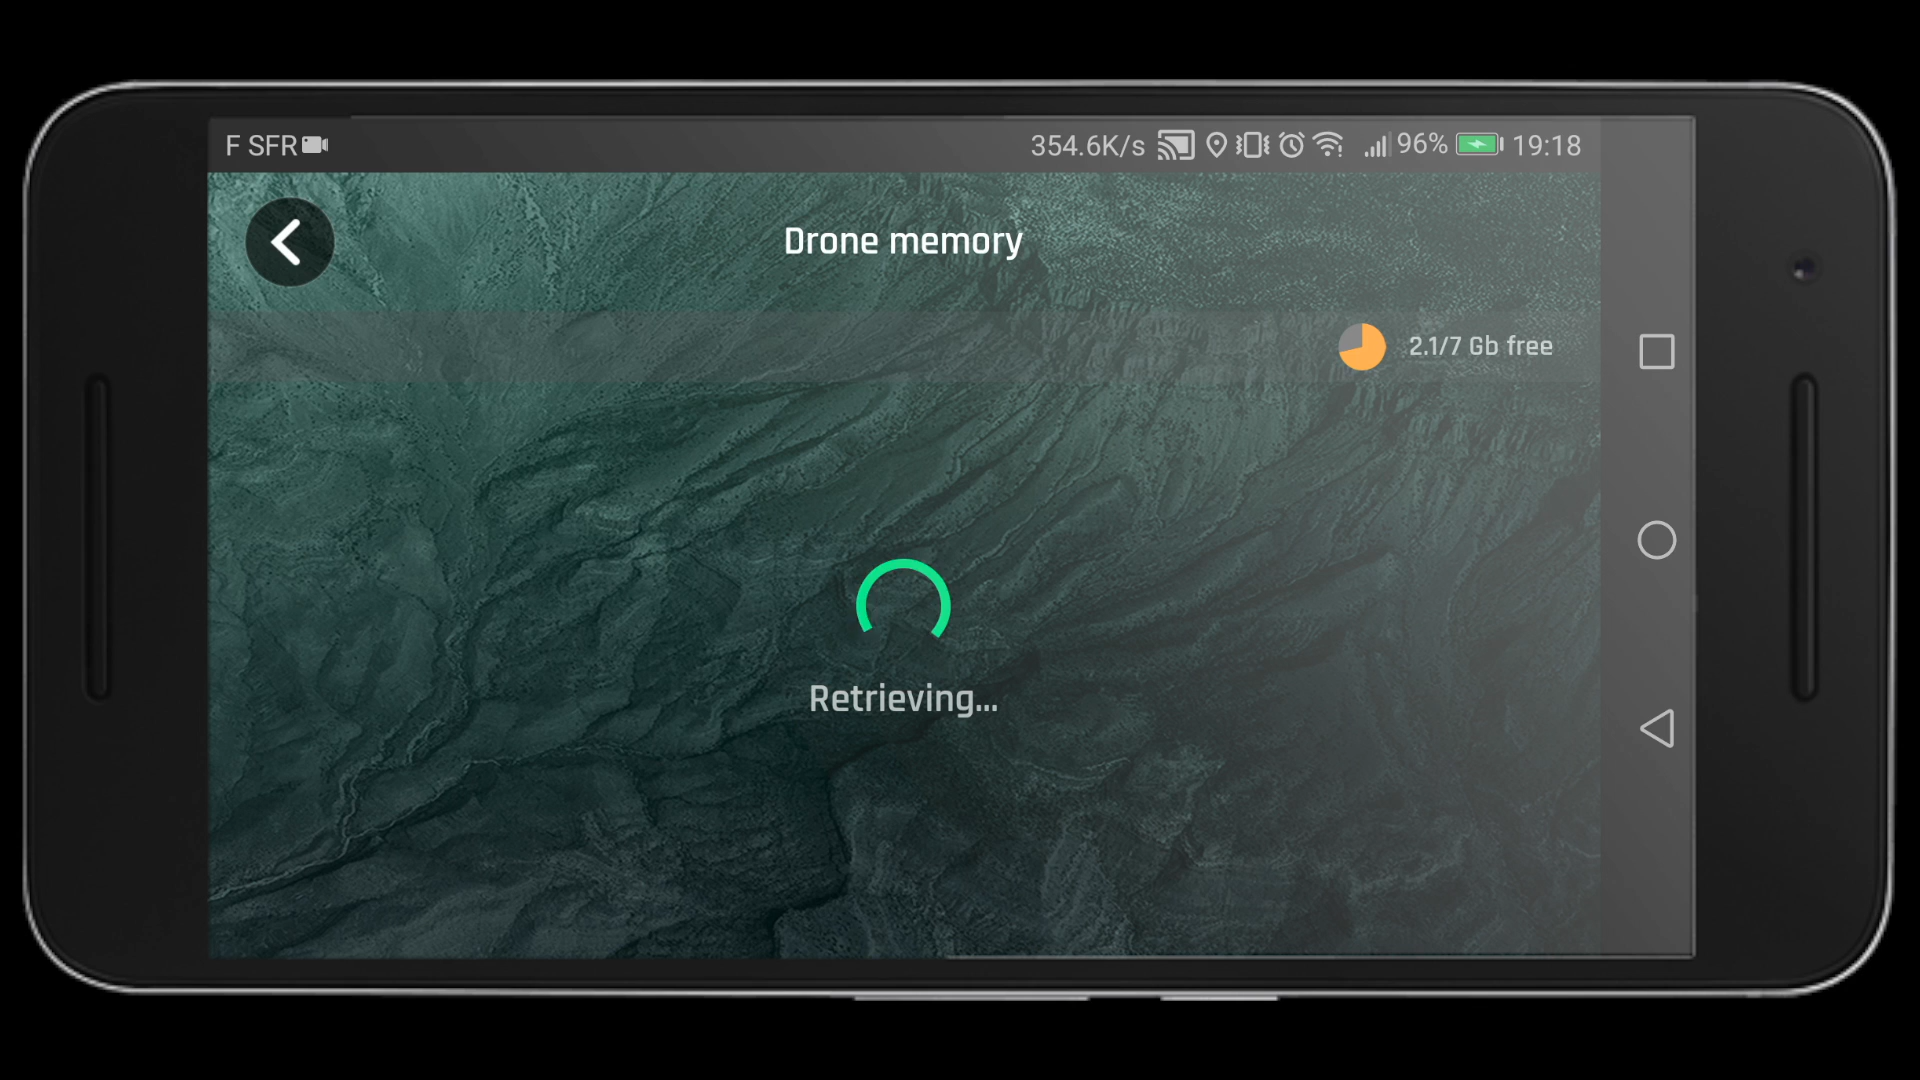 F SFR
354.6K/s 96% 19:18
Drone memory
2.1/7 Gb free
Retrieving...